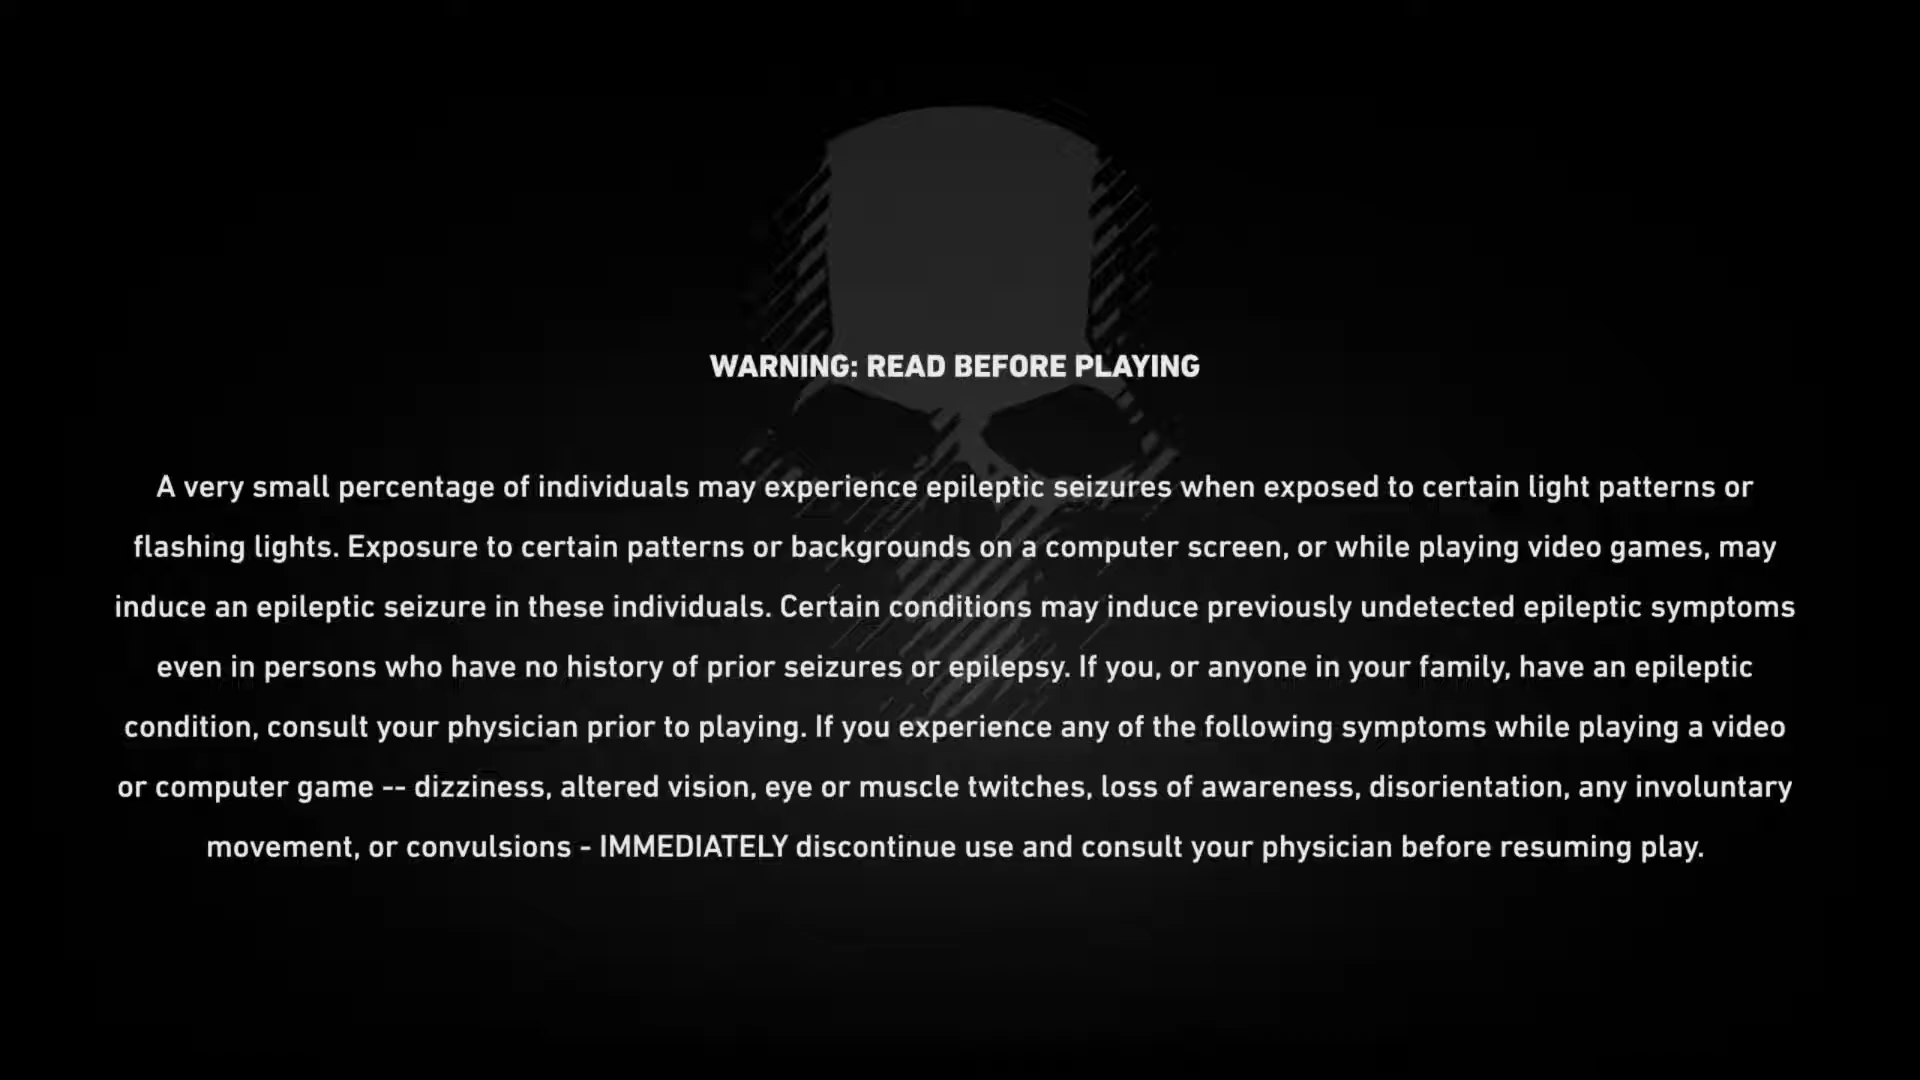 WARNING: READ BEFORE PLAYING
A very small percentage of individuals may experience epileptic seizures when exposed to certain light patterns or
flashing lights. Exposure to certain patterns or backgrounds on a computer screen, or while playing video games, may
induce an epileptic seizure in these individuals. Certain conditions may induce previously undetected epileptic symptoms
even in persons who have no history of prior seizures or epilepsy. If you, or anyone in your family, have an epileptic
condition, consult your physician prior to playing. If you experience any of the following symptoms while playing a video
or computer game -- dizziness, altered vision, eye or muscle twitches, loss of awareness, disorientation, any involuntary
movement, or convulsions - IMMEDIATELY discontinue use and consult your physician before resuming play.